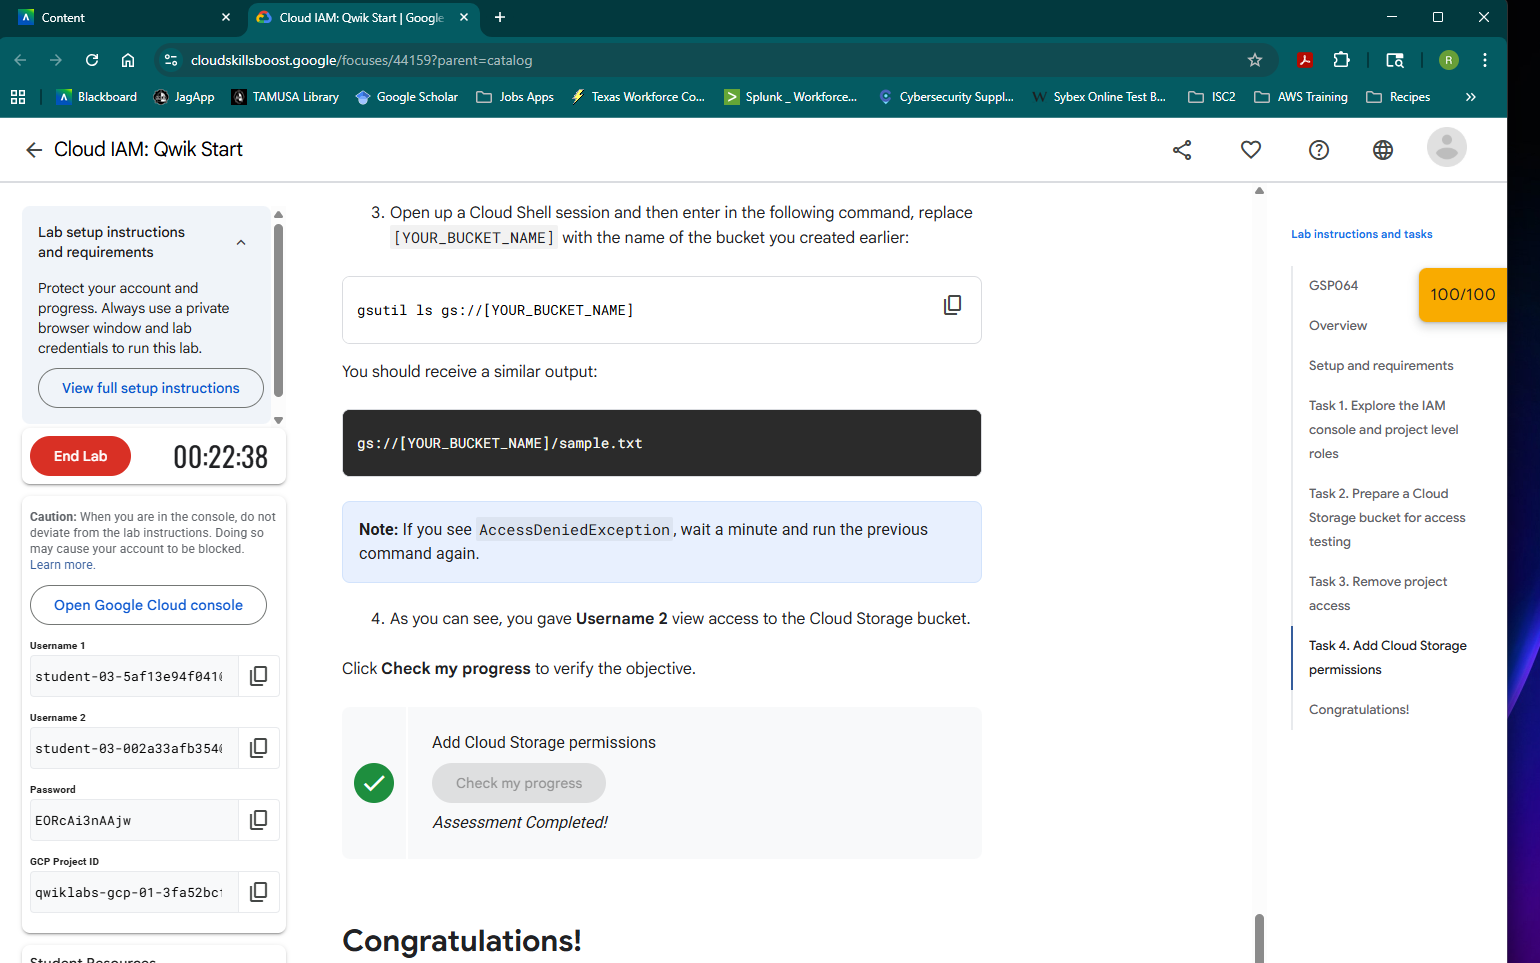 Content
Cloud IAM: Qwik Start | Google
cloudskillsboost.google/focuses/44159?parent=catalog
R
Blackboard
JagApp
TAMUSA Library
Google Scholar
Jobs Apps
Texas Workforce Co...
Splunk _ Workforce...
Cybersecurity Suppl...
Sybex Online Test B...
ISC2
AWS Training
Recipes
Cloud IAM: Qwik Start
Lab setup instructions
and requirements
Protect your account and
progress. Always use a private
browser window and lab
credentials to run this lab.
View full setup instructions
End Lab
00:22:38
Caution: When you are in the console, do not
deviate from the lab instructions. Doing so
may cause your account to be blocked.
Learn more.
Open Google Cloud console
Username 1
student-03-5af13e94f041
Username 2
student-03-002a33afb354
Password
EORcAi3nAAjw
GCP Project ID
qwiklabs-gcp-01-3fa52bc
Student Resources
3. Open up a Cloud Shell session and then enter in the following command, replace
[YOUR_BUCKET_NAME] with the name of the bucket you created earlier:
gsutil ls gs://[YOUR_BUCKET_NAME]
You should receive a similar output:
gs://[YOUR_BUCKET_NAME]/sample.txt
Note: If you see AccessDeniedException, wait a minute and run the previous
command again.
4. As you can see, you gave Username 2 view access to the Cloud Storage bucket.
Click Check my progress to verify the objective.
Add Cloud Storage permissions
Check my progress
Assessment Completed!
Congratulations!
Lab instructions and tasks
GSP064
100/100
Overview
Setup and requirements
Task 1. Explore the IAM
console and project level
roles
Task 2. Prepare a Cloud
Storage bucket for access
testing
Task 3. Remove project
access
Task 4. Add Cloud Storage
permissions
Congratulations!